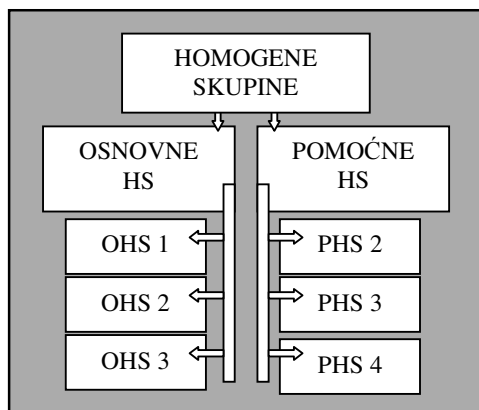 HOMOGENE
SKUPINE
OSNOVNE
HS
POMOĆNE
HS
OHS 1
PHS 2
OHS 2
PHS 3
OHS 3
PHS 4